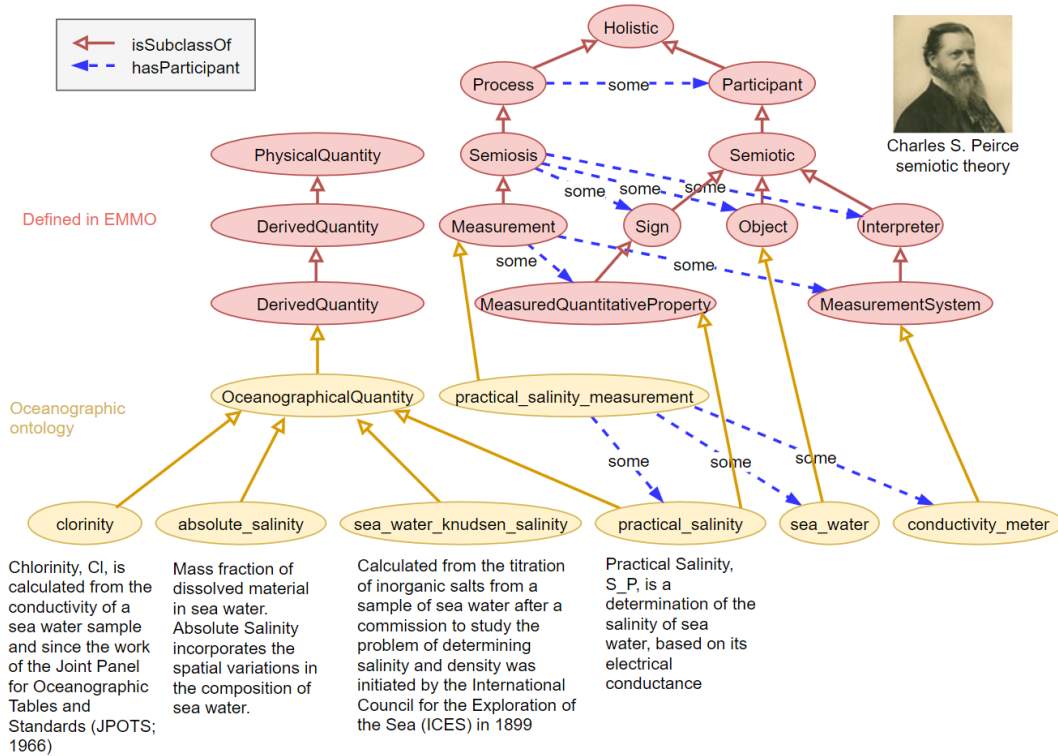 isSubclassOf
hasParticipant
Holistic
Process
some
Participant
Charles S. Peirce
semiotic theory
PhysicalQuantity
Semiosis
Semiotic
some
some
some
Defined in EMMO
DerivedQuantity
Measurement
Sign
Object
Interpreter
some
some
DerivedQuantity
MeasuredQuantitativeProperty
MeasurementSystem
Oceanographic
ontology
OceanographicalQuantity
practical_salinity_measurement
some
some
some
clorinity
absolute_salinity
sea_water_knudsen_salinity
practical_salinity
sea_water
conductivity_meter
Chlorinity, Cl, is
calculated from the
conductivity of a
sea water sample
and since the work
of the Joint Panel
for Oceanographic
Tables and
Standards (JPOTS;
1966)
Mass fraction of
dissolved material
in sea water.
Absolute Salinity
incorporates the
spatial variations in
the composition of
sea water.
Calculated from the titration
of inorganic salts from a
sample of sea water after a
commission to study the
problem of determining
salinity and density was
initiated by the International
Council for the Exploration of
the Sea (ICES) in 1899
Practical Salinity,
S_P, is a
determination of the
salinity of sea
water, based on its
electrical
conductance